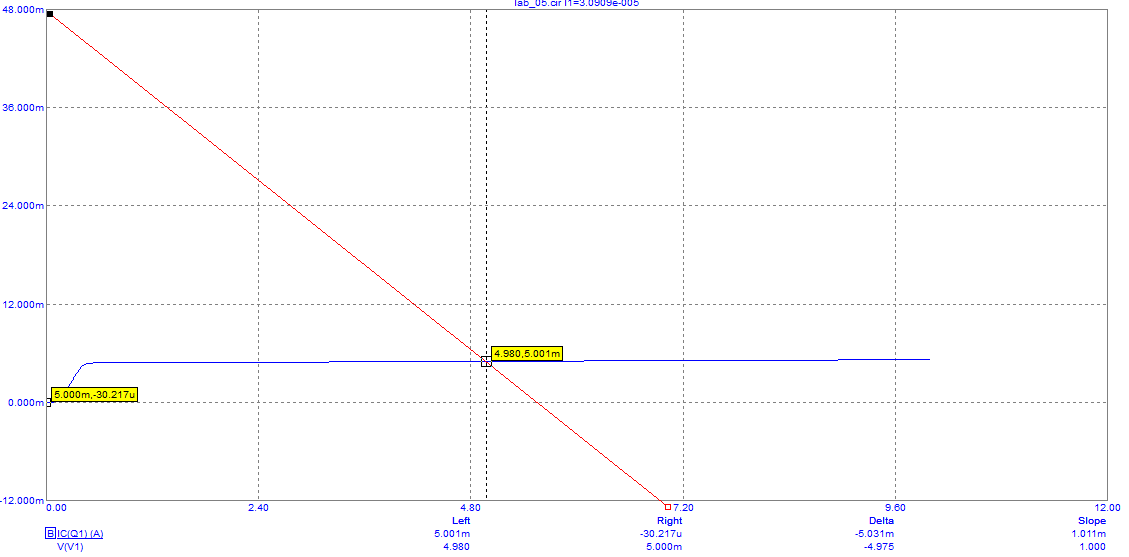 lab_05.cir I1=3.0909e-005
48.000m
36.000m
24.000m
12.000m
4.980,5.001m
5.000m,-30.217u
0.000m
-12.000m
0.00 2.40 4.80 7.20 9.60 12.00
Left Right Delta Slope
B IC(Q1) (A) 5.001m -30.217u -5.031m 1.011m
V(V1) 4.980 5.000m -4.975 1.000